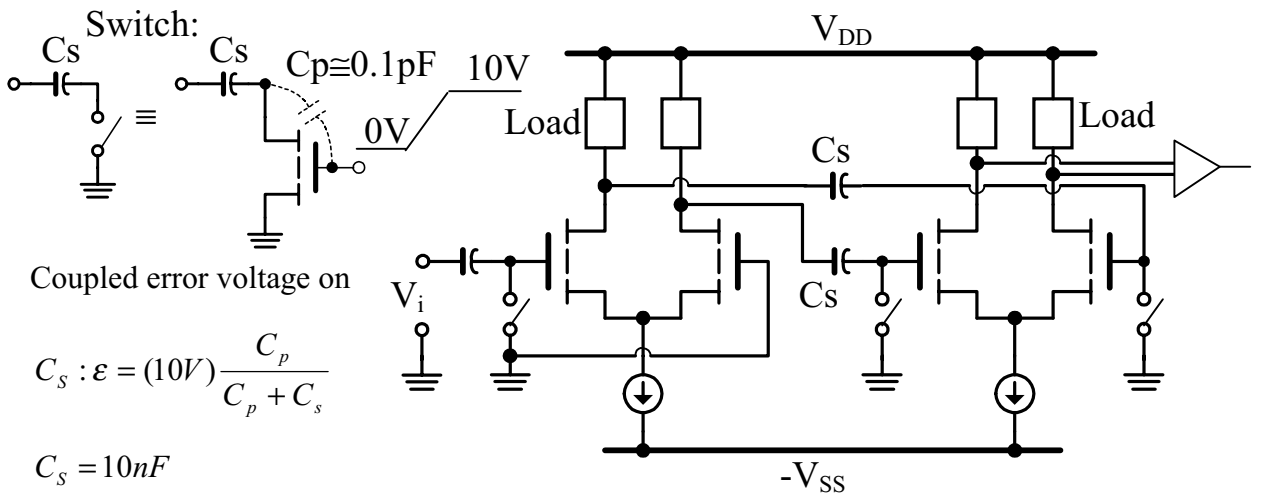 Switch:
Cs
Cs
Cp≅0.1pF
10V
0V
≡
V_DD
Load
Load
Cs
Cs
V_i
-V_SS
Coupled error voltage on
C_S : ε = (10V) C_p / (C_p + C_s)
C_S = 10nF